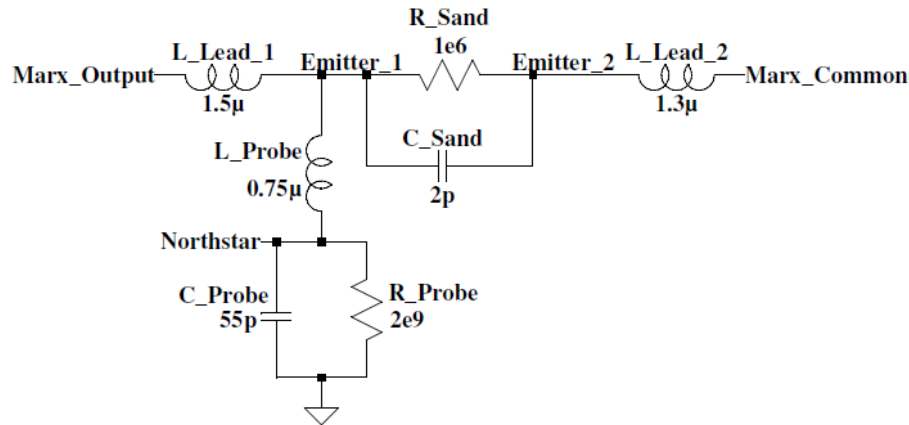 R_Sand
1e6
L_Lead_1
Emitter_1
Emitter_2
L_Lead_2
Marx_Output
Marx_Common
1.5µ
1.3µ
C_Sand
2p
L_Probe
0.75µ
Northstar
C_Probe
55p
R_Probe
2e9